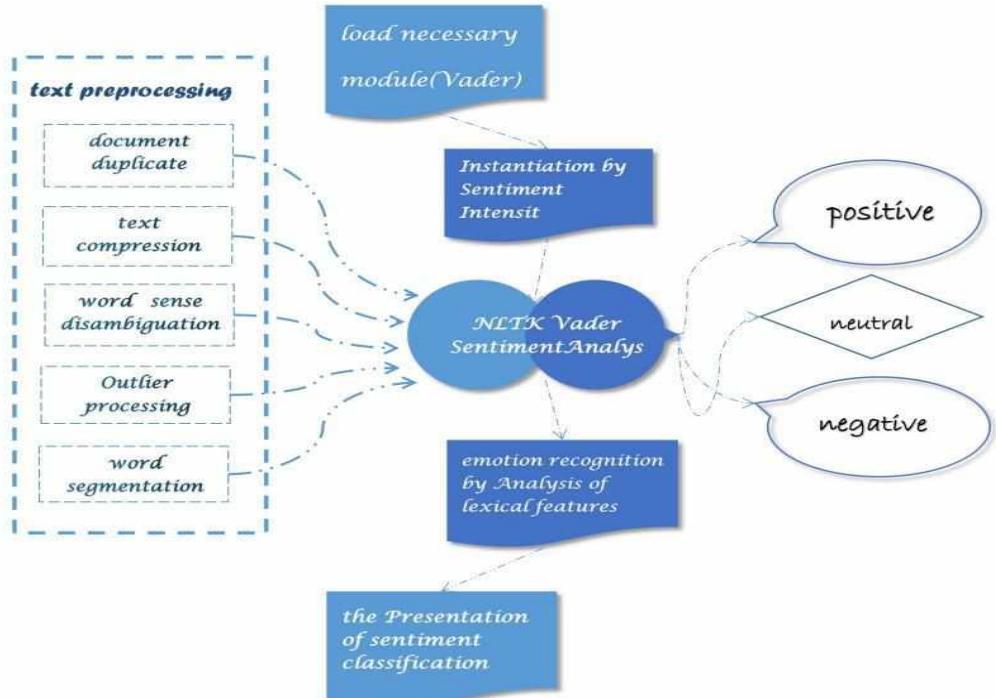 load necessary
module(Vader)
text preprocessing
document
duplicate
text
compression
word sense
disambiguation
Outlier
processing
word
segmentation
Instantiation by
Sentiment
Intensit
NLTK Vader
SentimentAnalys
positive
neutral
negative
emotion recognition
by Analysis of
lexical features
the Presentation
of sentiment
classification